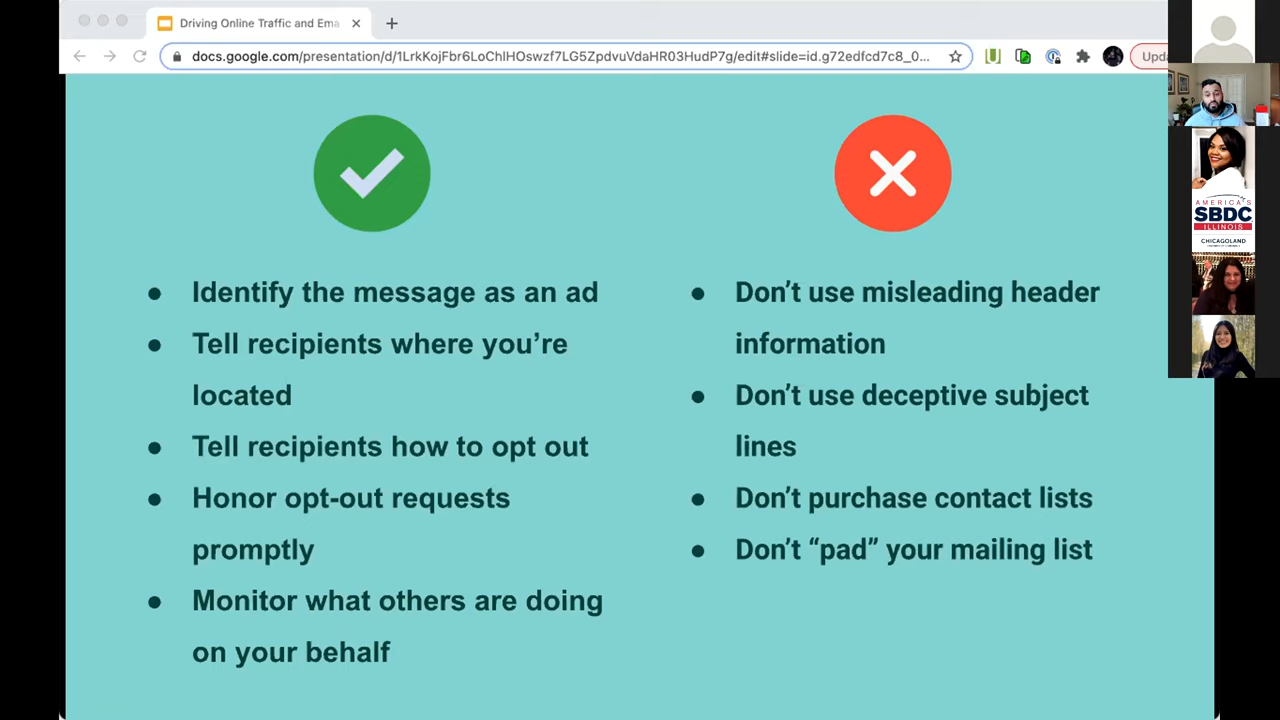 Driving Online Traffic and Ema
docs.google.com/presentation/d/1LrkKojFbr6LoChlHOswzf7LG5ZpdvuVdaHR03HudP7g/edit#slide=id.g72edfcd7c8_0...
Upda
Identify the message as an ad
Tell recipients where you’re
located
Tell recipients how to opt out
Honor opt-out requests
promptly
Monitor what others are doing
on your behalf
Don’t use misleading header
information
Don’t use deceptive subject
lines
Don’t purchase contact lists
Don’t “pad” your mailing list
AMERICA'S
SBDC
ILLINOIS
CHICAGOLAND